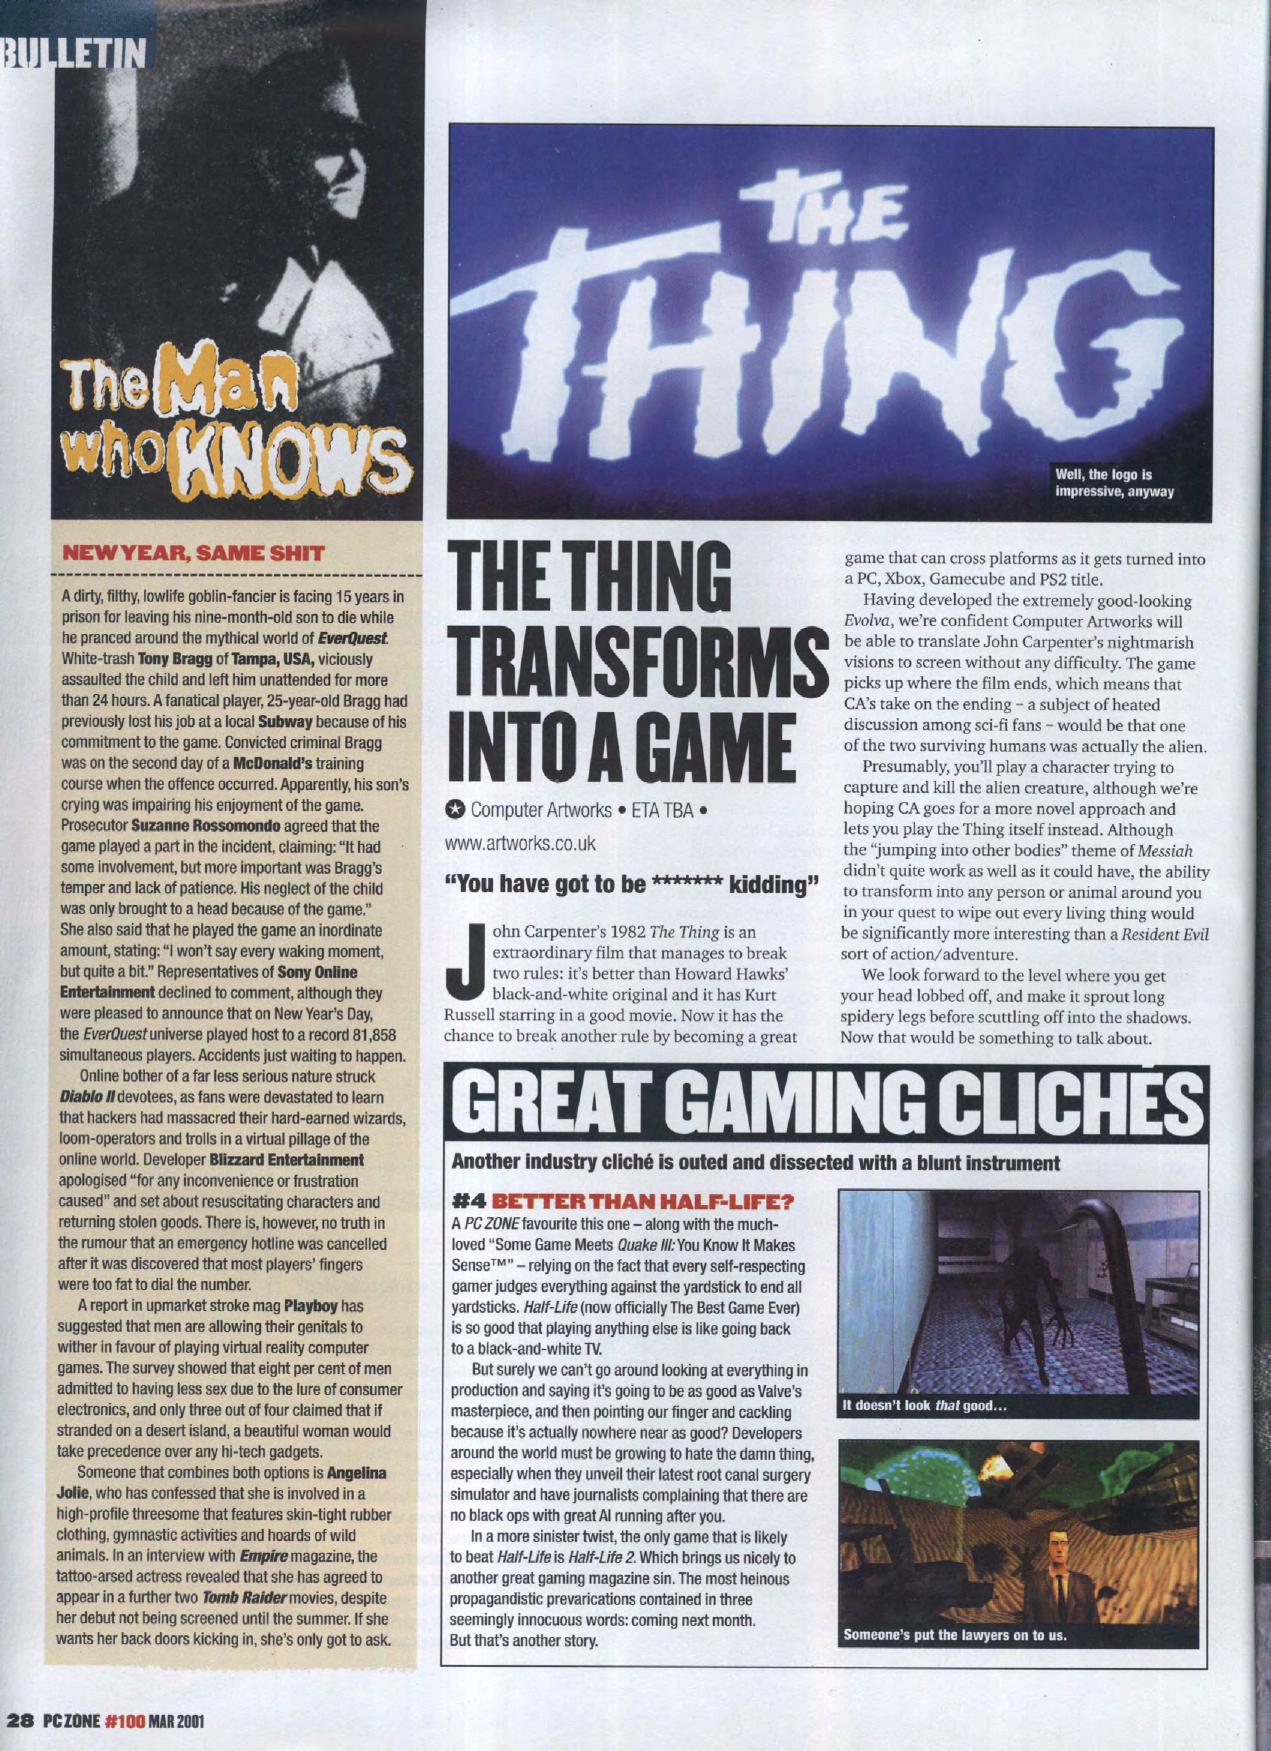 BULLETIN
The Man
who KNOWS
NEW YEAR, SAME SHIT
A dirty, filthy, lowlife goblin-fancier is facing 15 years in
prison for leaving his nine-month-old son to die while
he pranced around the mythical world of EverQuest.
White-trash Tony Bragg of Tampa, USA, viciously
assaulted the child and left him unattended for more
than 24 hours. A fanatical player, 25-year-old Bragg had
previously lost his job at a local Subway because of his
commitment to the game. Convicted criminal Bragg
was on the second day of a McDonald's training
course when the offence occurred. Apparently, his son's
crying was impairing his enjoyment of the game.
Prosecutor Suzanne Rossomondo agreed that the
game played a part in the incident, claiming: "It had
some involvement, but more important was Bragg's
temper and lack of patience. His neglect of the child
was only brought to a head because of the game."
She also said that he played the game an inordinate
amount, stating: "I won't say every waking moment,
but quite a bit." Representatives of Sony Online
Entertainment declined to comment, although they
were pleased to announce that on New Year's Day,
the EverQuest universe played host to a record 81,858
simultaneous players. Accidents just waiting to happen.
Online bother of a far less serious nature struck
Diablo II devotees, as fans were devastated to learn
that hackers had massacred their hard-earned wizards,
loom-operators and trolls in a virtual pillage of the
online world. Developer Blizzard Entertainment
apologised "for any inconvenience or frustration
caused" and set about resuscitating characters and
returning stolen goods. There is, however, no truth in
the rumour that an emergency hotline was cancelled
after it was discovered that most players' fingers
were too fat to dial the number.
A report in upmarket stroke mag Playboy has
suggested that men are allowing their genitals to
wither in favour of playing virtual reality computer
games. The survey showed that eight per cent of men
admitted to having less sex due to the lure of consumer
electronics, and only three out of four claimed that if
stranded on a desert island, a beautiful woman would
take precedence over any hi-tech gadgets.
Someone that combines both options is Angelina
Jolie, who has confessed that she is involved in a
high-profile threesome that features skin-tight rubber
clothing, gymnastic activities and hoards of wild
animals. In an interview with Empire magazine, the
tattoo-arsed actress revealed that she has agreed to
appear in a further two Tomb Raider movies, despite
her debut not being screened until the summer. If she
wants her back doors kicking in, she's only got to ask.
THE
THING
Well, the logo is
impressive, anyway
THE THING
TRANSFORMS
INTO A GAME
Computer Artworks • ETA TBA •
www.artworks.co.uk
"You have got to be ******* kidding"
John Carpenter's 1982 The Thing is an
extraordinary film that manages to break
two rules: it's better than Howard Hawks'
black-and-white original and it has Kurt
Russell starring in a good movie. Now it has the
chance to break another rule by becoming a great
game that can cross platforms as it gets turned into
a PC, Xbox, Gamecube and PS2 title.
Having developed the extremely good-looking
Evolva, we're confident Computer Artworks will
be able to translate John Carpenter's nightmarish
visions to screen without any difficulty. The game
picks up where the film ends, which means that
CA's take on the ending – a subject of heated
discussion among sci-fi fans – would be that one
of the two surviving humans was actually the alien.
Presumably, you'll play a character trying to
capture and kill the alien creature, although we're
hoping CA goes for a more novel approach and
lets you play the Thing itself instead. Although
the "jumping into other bodies" theme of Messiah
didn't quite work as well as it could have, the ability
to transform into any person or animal around you
in your quest to wipe out every living thing would
be significantly more interesting than a Resident Evil
sort of action/adventure.
We look forward to the level where you get
your head lobbed off, and make it sprout long
spidery legs before scuttling off into the shadows.
Now that would be something to talk about.
GREAT GAMING CLICHÉS
Another industry cliché is outed and dissected with a blunt instrument
#4 BETTER THAN HALF-LIFE?
A PC ZONE favourite this one – along with the much-
loved "Some Game Meets Quake III: You Know It Makes
Sense™" – relying on the fact that every self-respecting
gamer judges everything against the yardstick to end all
yardsticks. Half-Life (now officially The Best Game Ever)
is so good that playing anything else is like going back
to a black-and-white TV.
But surely we can't go around looking at everything in
production and saying it's going to be as good as Valve's
masterpiece, and then pointing our finger and cackling
because it's actually nowhere near as good? Developers
around the world must be growing to hate the damn thing,
especially when they unveil their latest root canal surgery
simulator and have journalists complaining that there are
no black ops with great AI running after you.
In a more sinister twist, the only game that is likely
to beat Half-Life is Half-Life 2. Which brings us nicely to
another great gaming magazine sin. The most heinous
propagandistic prevarications contained in three
seemingly innocuous words: coming next month.
But that's another story.
It doesn't look that good...
Someone's put the lawyers on to us.
28 PC ZONE #100 MAR 2001